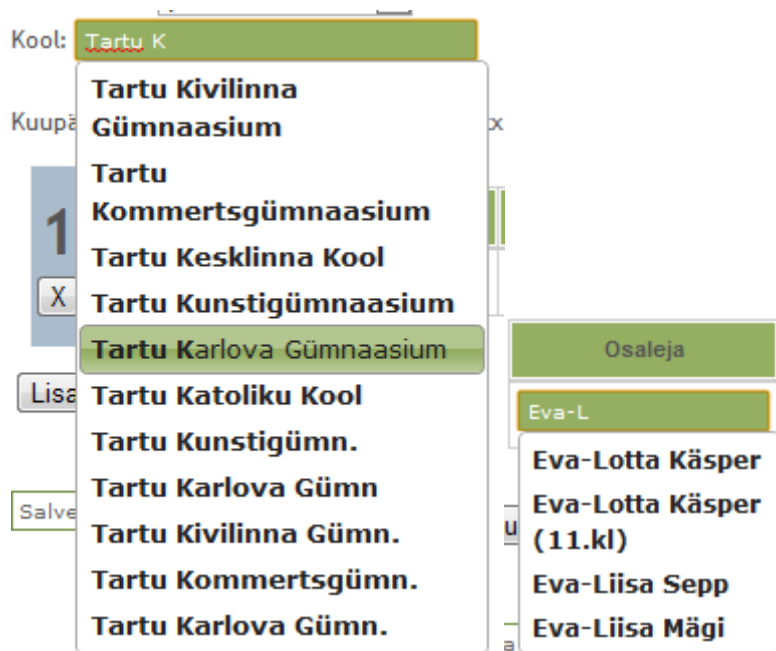 Kool: Tartu K
Tartu Kivilinna
Gümnaasium
Kuupä
x
Tartu
Kommertsgümnaasium
1
Tartu Kesklinna Kool
X
Tartu Kunstigümnaasium
Tartu Karlova Gümnaasium
Lisa
Tartu Katoliku Kool
Tartu Kunstigümn.
Tartu Karlova Gümn
Salve
Tartu Kivilinna Gümn.
Tartu Kommertsgümn.
Tartu Karlova Gümn.
Osaleja
Eva-L
Eva-Lotta Käsper
Eva-Lotta Käsper
(11.kl)
u
Eva-Liisa Sepp
Eva-Liisa Mägi
a